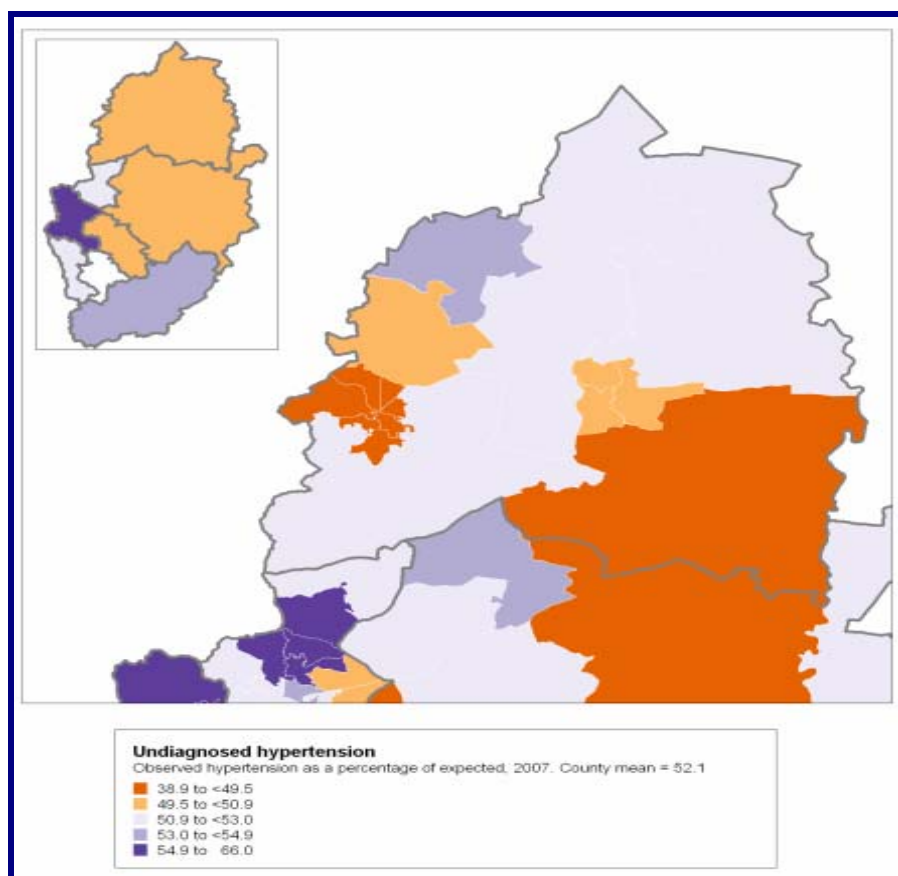 Undiagnosed hypertension
Observed hypertension as a percentage of expected, 2007. County mean = 52.1
38.9 to <49.5
49.5 to <50.9
50.9 to <53.0
53.0 to <54.9
54.9 to 66.0